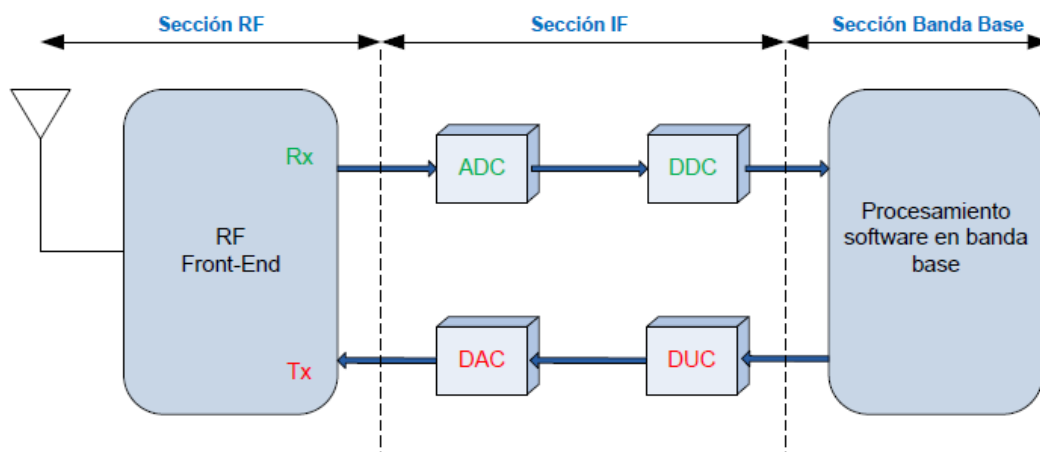 Sección RF
Sección IF
Sección Banda Base
Rx
ADC
DDC
RF
Front-End
Procesamiento
software en banda
base
Tx
DAC
DUC